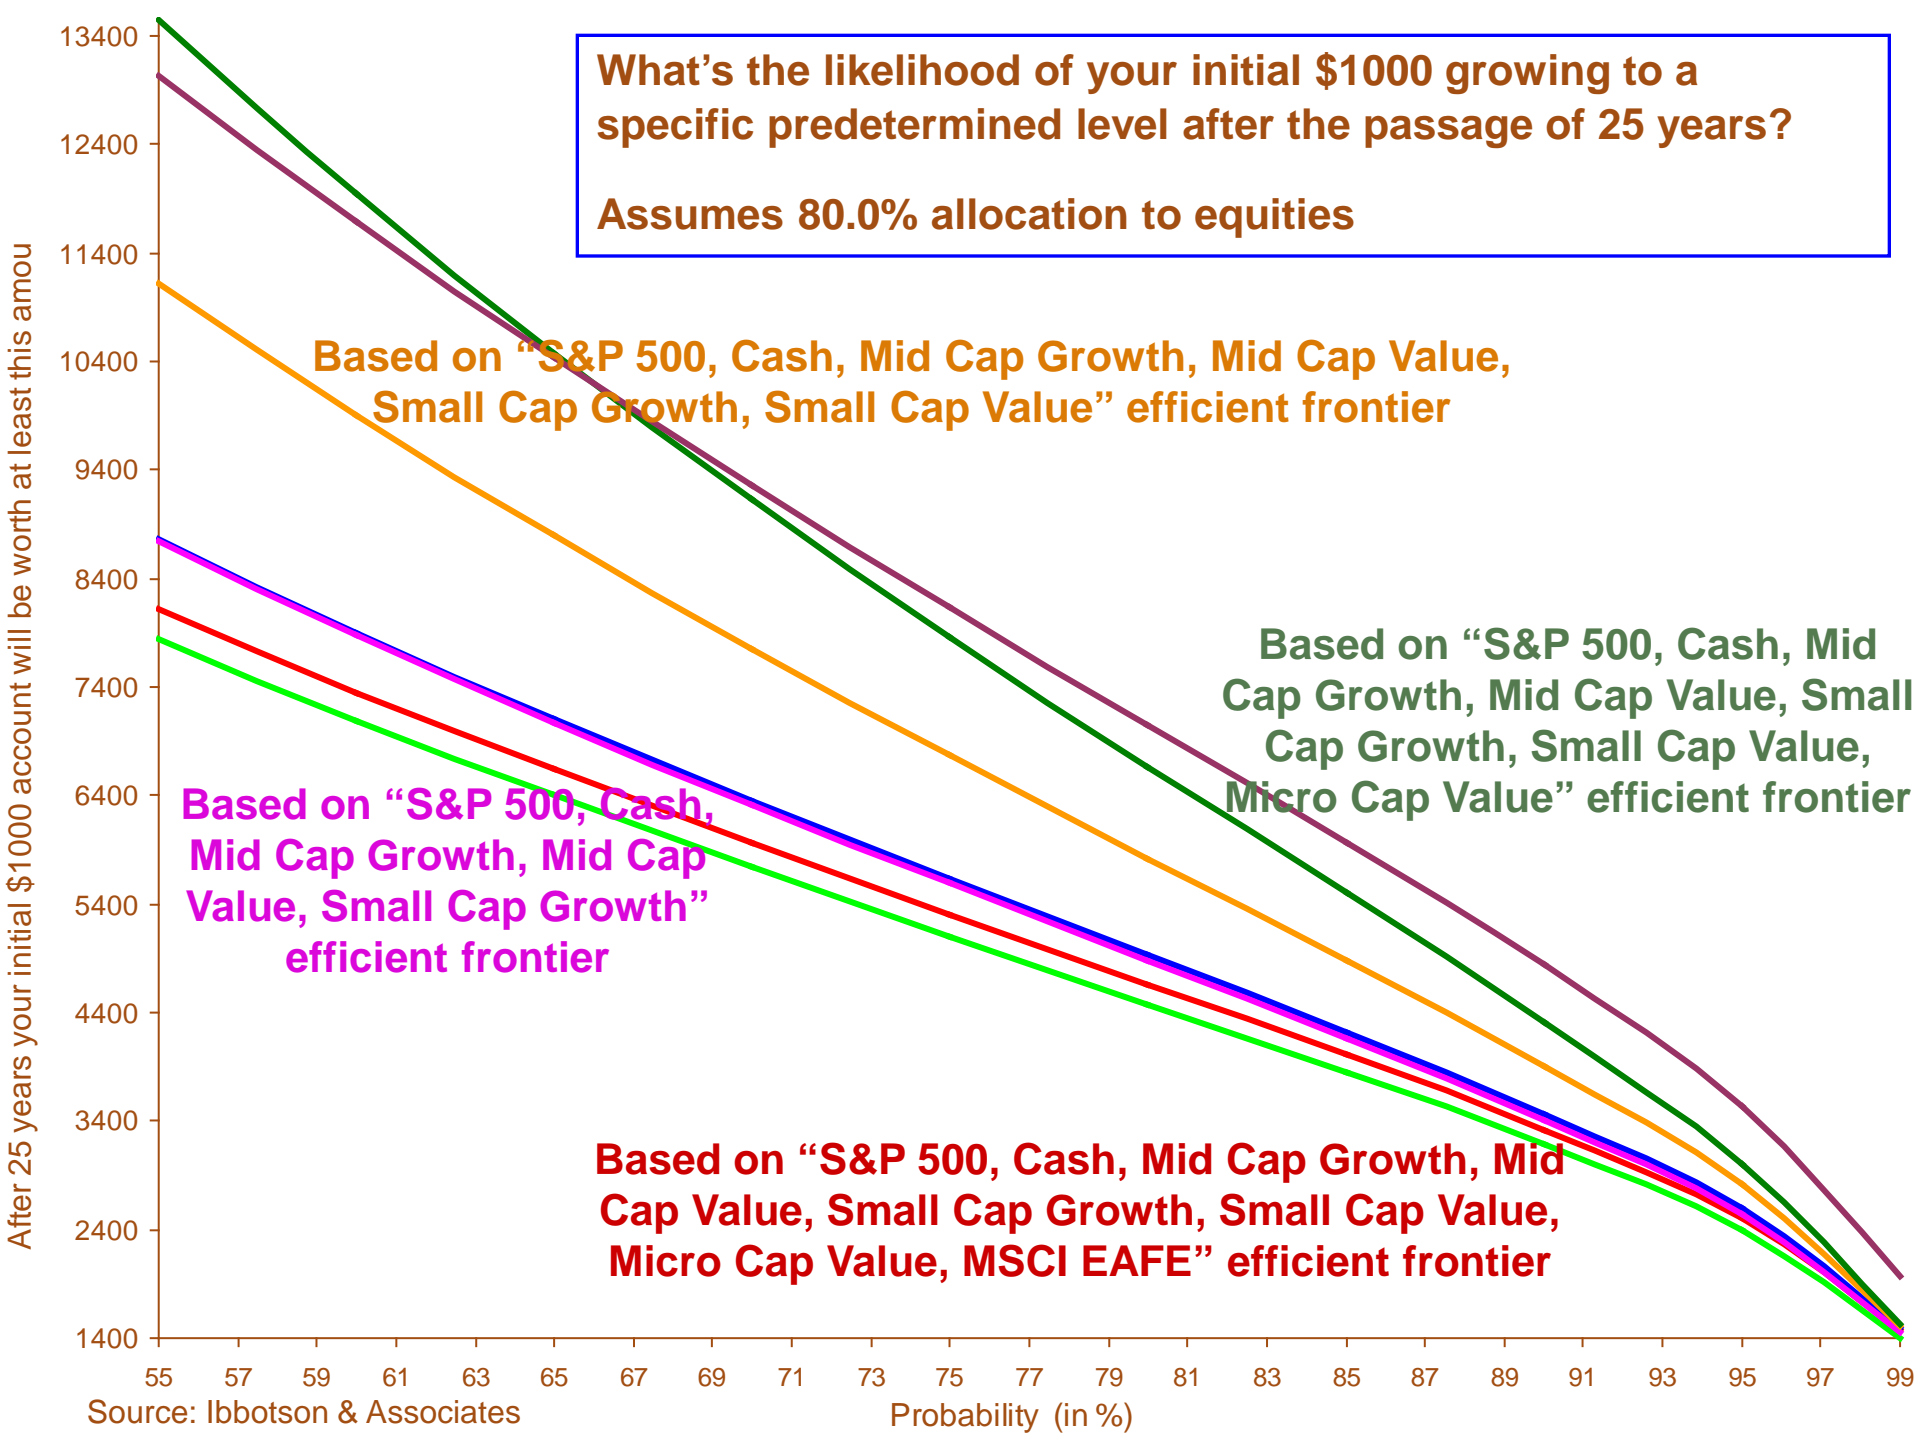 What’s the likelihood of your initial $1000 growing to a
specific predetermined level after the passage of 25 years?
Assumes 80.0% allocation to equities
After 25 years your initial $1000 account will be worth at least this amou
13400
12400
11400
10400
9400
8400
7400
6400
5400
4400
3400
2400
1400
Based on “S&P 500, Cash, Mid Cap Growth, Mid Cap Value,
Small Cap Growth, Small Cap Value” efficient frontier
Based on “S&P 500, Cash, Mid
Cap Growth, Mid Cap Value, Small
Cap Growth, Small Cap Value,
Micro Cap Value” efficient frontier
Based on “S&P 500, Cash,
Mid Cap Growth, Mid Cap
Value, Small Cap Growth”
efficient frontier
Based on “S&P 500, Cash, Mid Cap Growth, Mid
Cap Value, Small Cap Growth, Small Cap Value,
Micro Cap Value, MSCI EAFE” efficient frontier
55 57 59 61 63 65 67 69 71 73 75 77 79 81 83 85 87 89 91 93 95 97 99
Source: Ibbotson & Associates
Probability (in %)